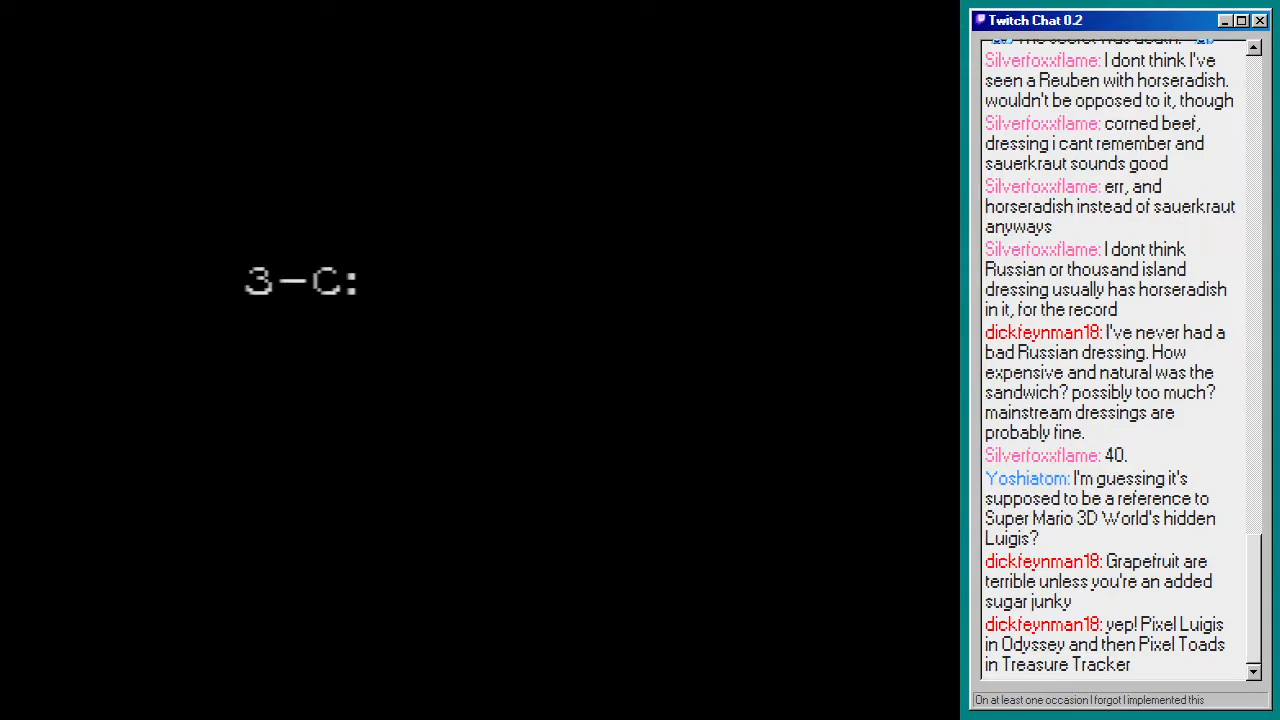 3-C:
Twitch Chat 0.2
The secret was death.
Silverfoxxflame: I dont think I've
seen a Reuben with horseradish.
wouldn't be opposed to it, though
Silverfoxxflame: corned beef,
dressing i cant remember and
sauerkraut sounds good
Silverfoxxflame: err, and
horseradish instead of sauerkraut
anyways
Silverfoxxflame: I dont think
Russian or thousand island
dressing usually has horseradish
in it, for the record
dickfeynman18: I've never had a
bad Russian dressing. How
expensive and natural was the
sandwich? possibly too much?
mainstream dressings are
probably fine.
Silverfoxxflame: 40.
Yoshiatom: I'm guessing it's
supposed to be a reference to
Super Mario 3D World's hidden
Luigis?
dickfeynman18: Grapefruit are
terrible unless you're an added
sugar junky
dickfeynman18: yep! Pixel Luigis
in Odyssey and then Pixel Toads
in Treasure Tracker
On at least one occasion I forgot I implemented this